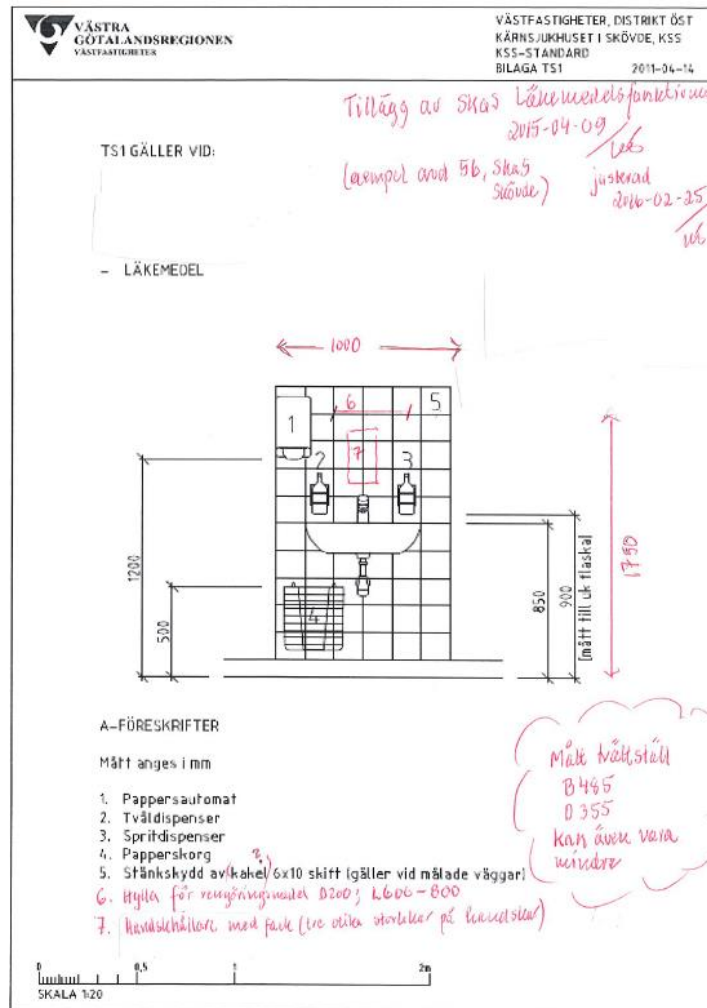 VÄSTRA
GÖTALANDSREGIONEN
VÄSTFASTIGHETER
VÄSTFASTIGHETER, DISTRIKT ÖST
KÄRNSJUKHUSET I SKÖVDE, KSS
KSS-STANDARD
BILAGA TS1 2011-04-14
Tillägg av SkaS Läkemedelsfunktione
2015-04-09
TS1 GÄLLER VID:
(exempel avd 56, SkaS
Skövde)
justerad
2016-02-25
- LÄKEMEDEL
1000
1
6
5
2
7
3
4
1200
500
850
900
(mått till uk flaska)
1750
A-FÖRESKRIFTER
Mått anges i mm
1. Pappersautomat
2. Tvåldispenser
3. Spritdispenser
4. Papperskorg
5. Stänkskydd av (kakel)? 6x10 skift (gäller vid målade väggar)
6. Hylla för rengöringsmedel D200; L600-800
7. Handskhållare med fack (tre olika storlekar på handskar)
Mått tvättställ
B485
D355
kan även vara
mindre
0 0,5 1 2m
SKALA 1:20